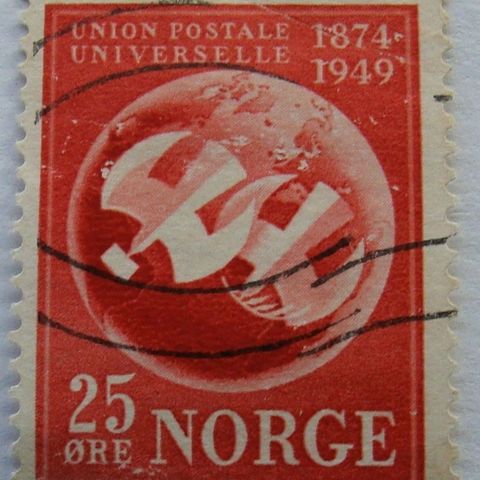 UNION POSTALE
UNIVERSELLE
1874-
1949
25
ØRE
NORGE